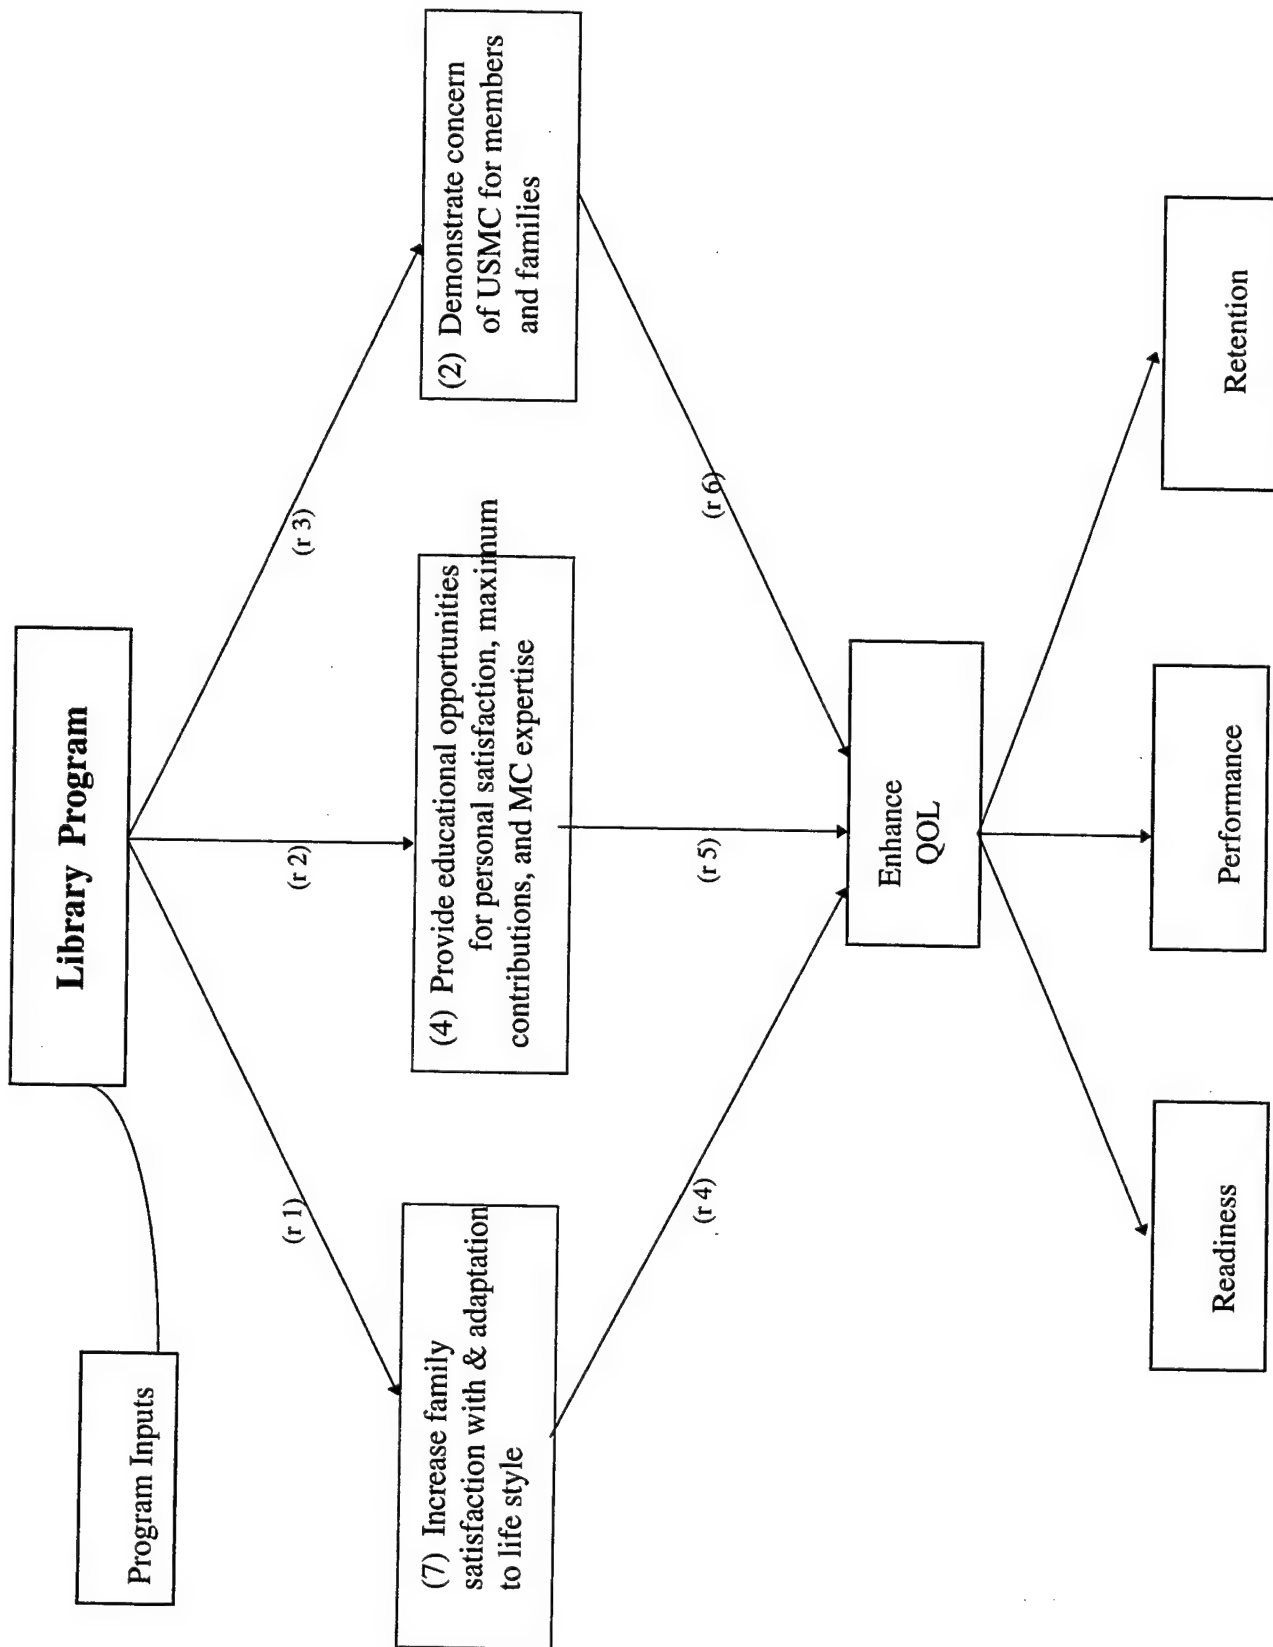 Program Inputs
Library Program
(r 1)
(r 2)
(r 3)
(7) Increase family
satisfaction with & adaptation
to life style
(4) Provide educational opportunities
for personal satisfaction, maximum
contributions, and MC expertise
(2) Demonstrate concern
of USMC for members
and families
(r 4)
(r 5)
(r 6)
Enhance
QOL
Readiness
Performance
Retention